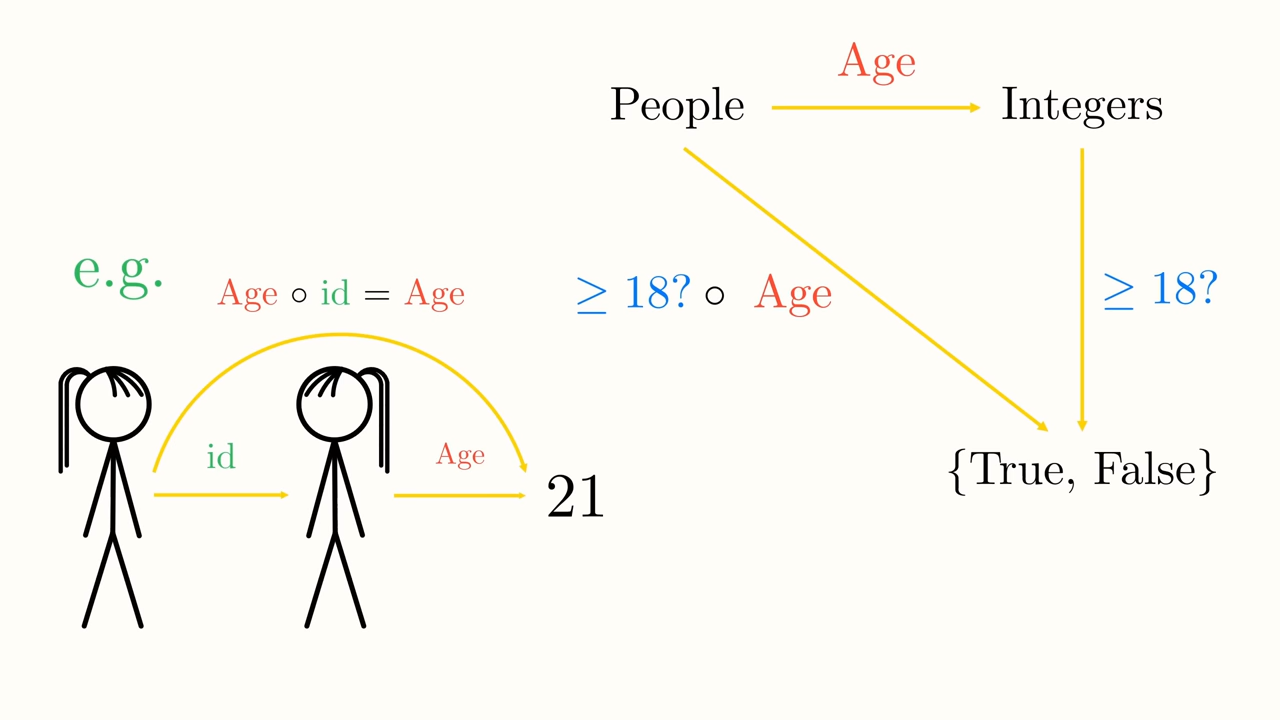 Age
People
Integers
e.g.
Age ∘ id = Age
≥ 18? ∘ Age
≥ 18?
id
Age
21
{True, False}